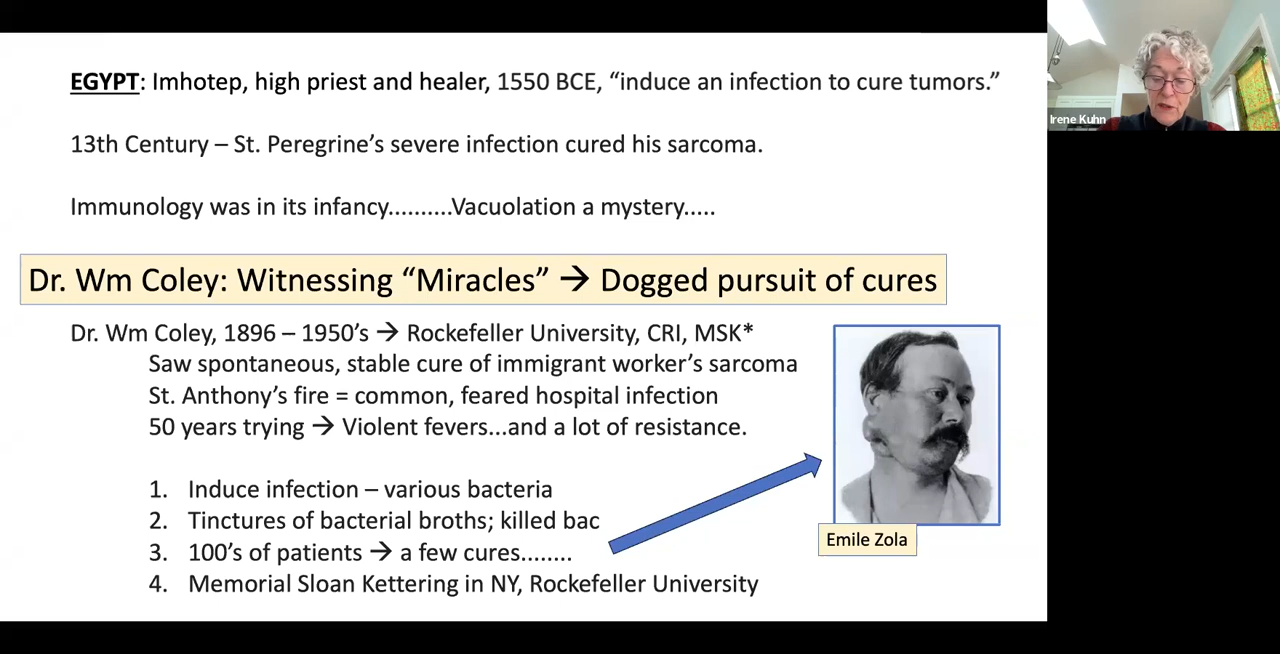 EGYPT: Imhotep, high priest and healer, 1550 BCE, “induce an infection to cure tumors.”
13th Century – St. Peregrine’s severe infection cured his sarcoma.
Immunology was in its infancy..........Vacuolation a mystery.....
Dr. Wm Coley: Witnessing “Miracles” → Dogged pursuit of cures
Dr. Wm Coley, 1896 – 1950’s → Rockefeller University, CRI, MSK*
Saw spontaneous, stable cure of immigrant worker’s sarcoma
St. Anthony’s fire = common, feared hospital infection
50 years trying → Violent fevers...and a lot of resistance.
1. Induce infection – various bacteria
2. Tinctures of bacterial broths; killed bac
3. 100’s of patients → a few cures........
4. Memorial Sloan Kettering in NY, Rockefeller University
Emile Zola
Irene Kuhn